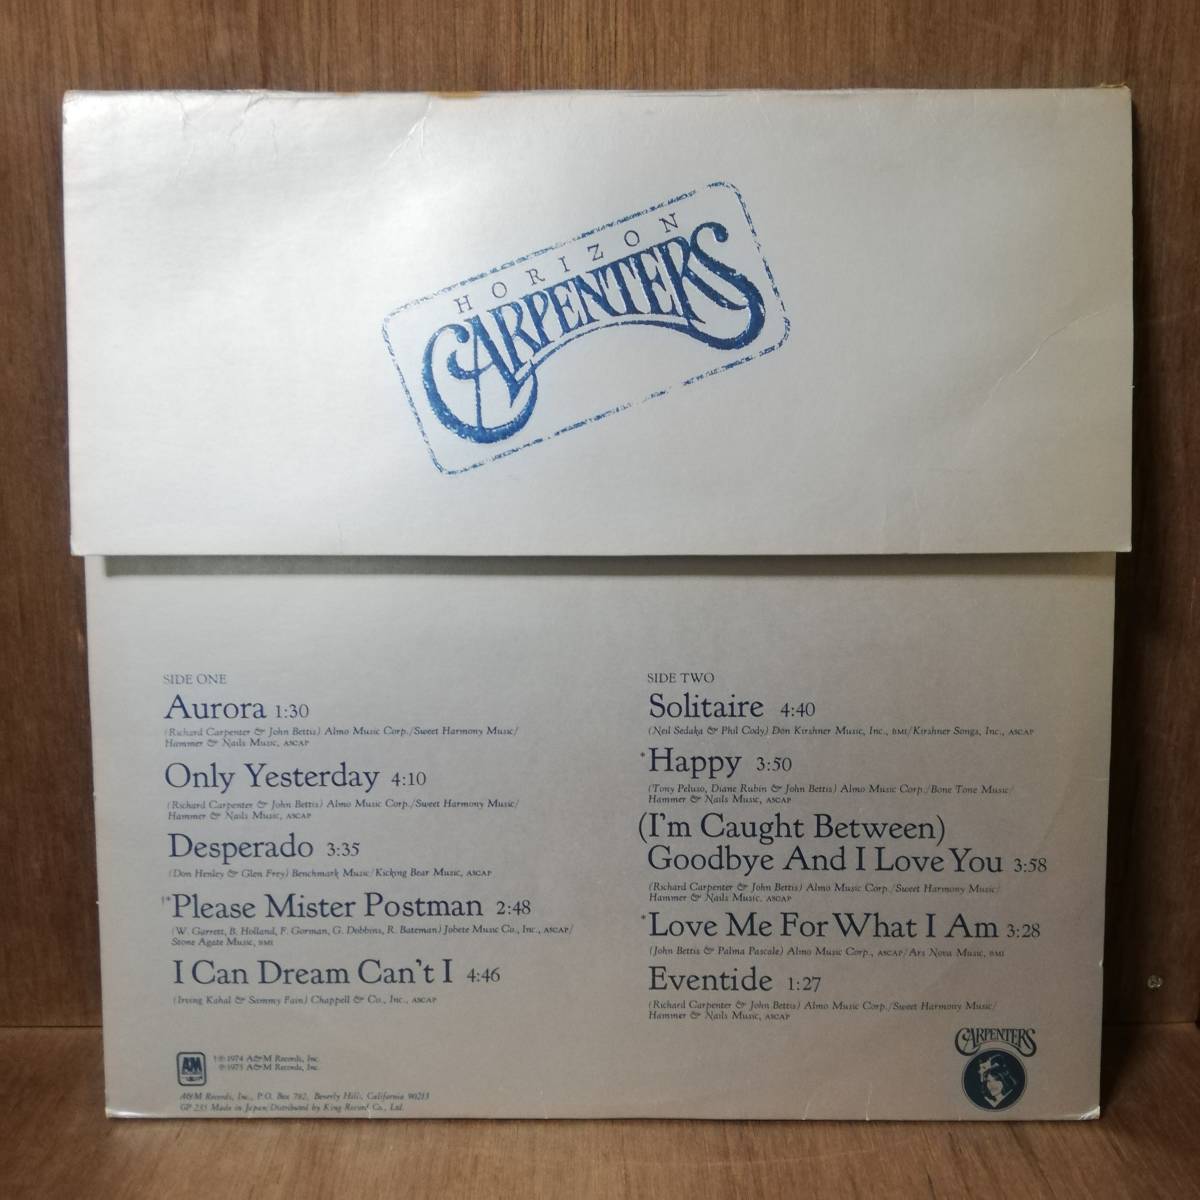 HORIZON
CARPENTERS
SIDE ONE
Aurora 1:30
(Richard Carpenter & John Bettis) Almo Music Corp./Sweet Harmony Music/
Hammer & Nails Music, ASCAP
Only Yesterday 4:10
(Richard Carpenter & John Bettis) Almo Music Corp./Sweet Harmony Music/
Hammer & Nails Music, ASCAP
Desperado 3:35
(Don Henley & Glen Frey) Benchmark Music/Kicking Bear Music, ASCAP
†*Please Mister Postman 2:48
(W. Garrett, B. Holland, F. Gorman, G. Dobbins, R. Bateman) Jobete Music Co., Inc., ASCAP/
Stone Agate Music, BMI
I Can Dream Can't I 4:46
(Irving Kahal & Sammy Fain) Chappell & Co., Inc., ASCAP
SIDE TWO
Solitaire 4:40
(Neil Sedaka & Phil Cody) Don Kirshner Music, Inc., BMI/Kirshner Songs, Inc., ASCAP
*Happy 3:50
(Tony Peluso, Diane Rubin & John Bettis) Almo Music Corp./Bone Tone Music/
Hammer & Nails Music, ASCAP
(I'm Caught Between)
Goodbye And I Love You 3:58
(Richard Carpenter & John Bettis) Almo Music Corp./Sweet Harmony Music/
Hammer & Nails Music, ASCAP
*Love Me For What I Am 3:28
(John Bettis & Palma Pascale) Almo Music Corp., ASCAP/Ars Nova Music, BMI
Eventide 1:27
(Richard Carpenter & John Bettis) Almo Music Corp./Sweet Harmony Music/
Hammer & Nails Music, ASCAP
AM
†℗1974 A&M Records, Inc.
℗1975 A&M Records, Inc.
A&M Records, Inc., P.O. Box 782, Beverly Hills, California 90213
GP 235 Made in Japan/Distributed by King Record Co., Ltd.
CARPENTERS